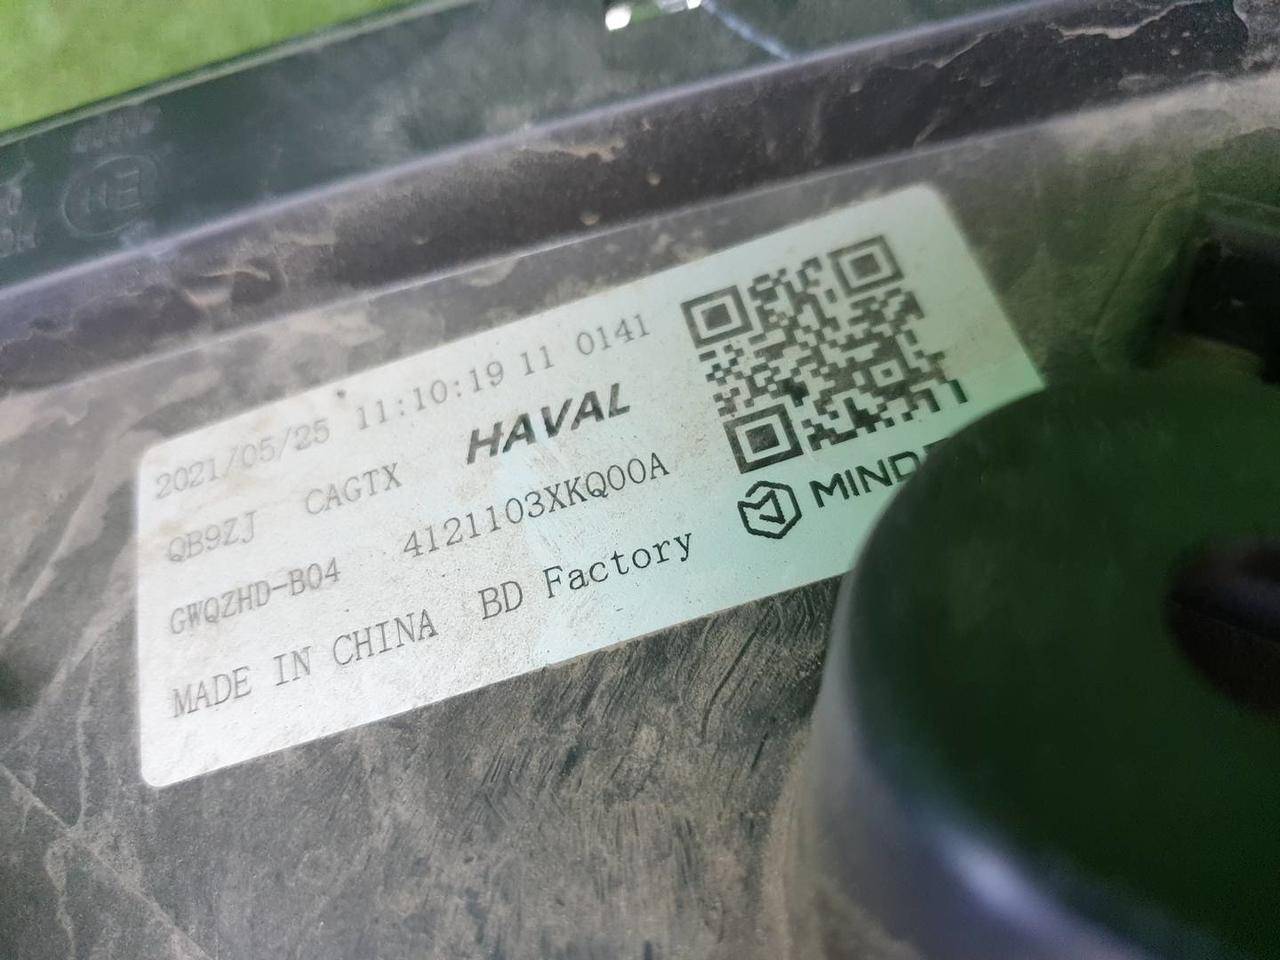 2021/05/25 11:10:19 11 0141
QB9ZJ CAGTX HAVAL
GWQZHD-B04 4121103XKQ00A
MADE IN CHINA BD Factory